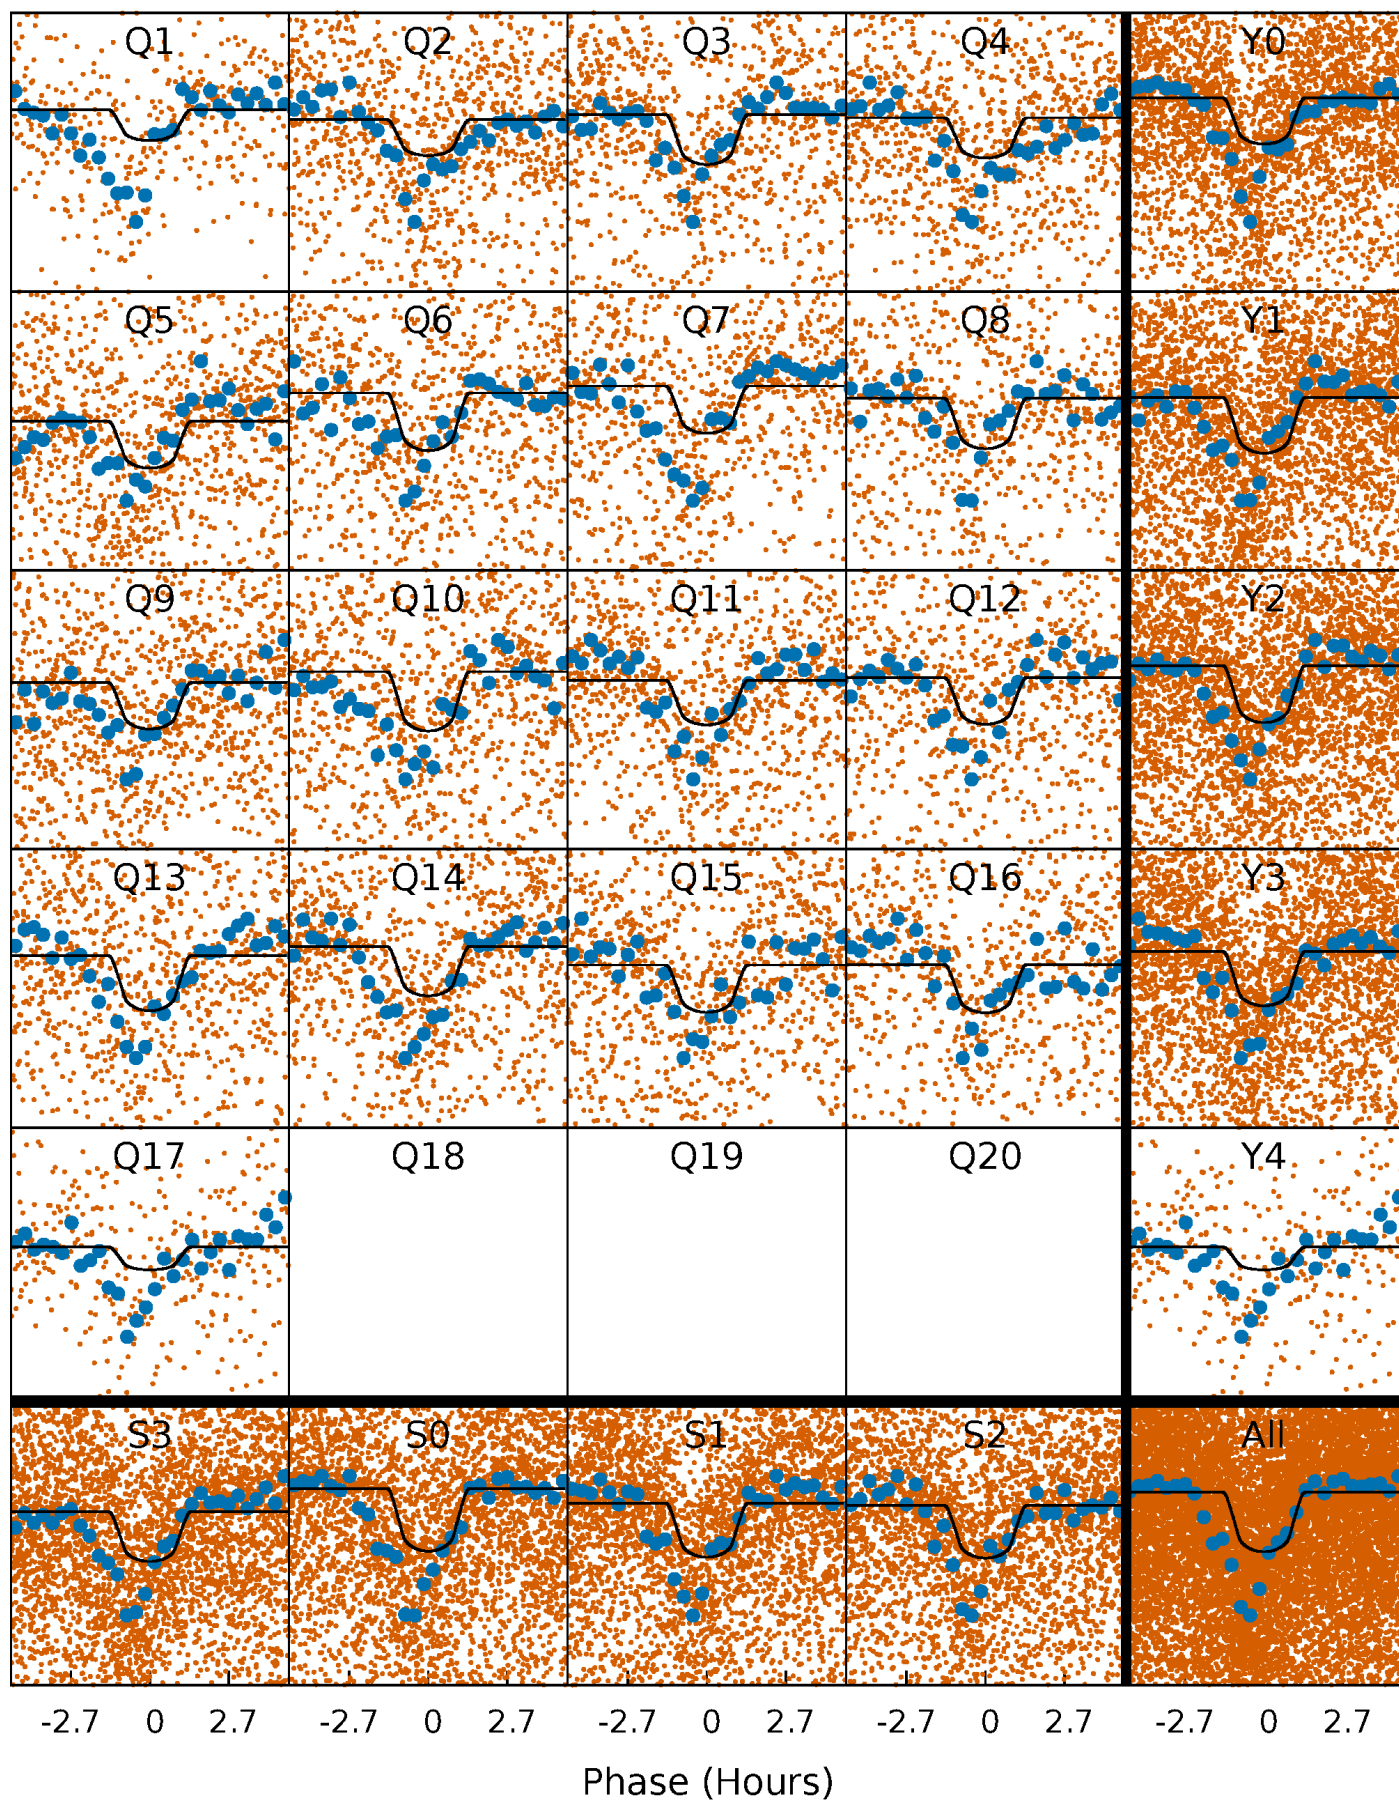 Q1 Q2 Q3 Q4 Y0
Q5 Q6 Q7 Q8 Y1
Q9 Q10 Q11 Q12 Y2
Q13 Q14 Q15 Q16 Y3
Q17 Q18 Q19 Q20 Y4
S3 S0 S1 S2 All
-2.7 0 2.7 -2.7 0 2.7 -2.7 0 2.7 -2.7 0 2.7 -2.7 0 2.7
Phase (Hours)